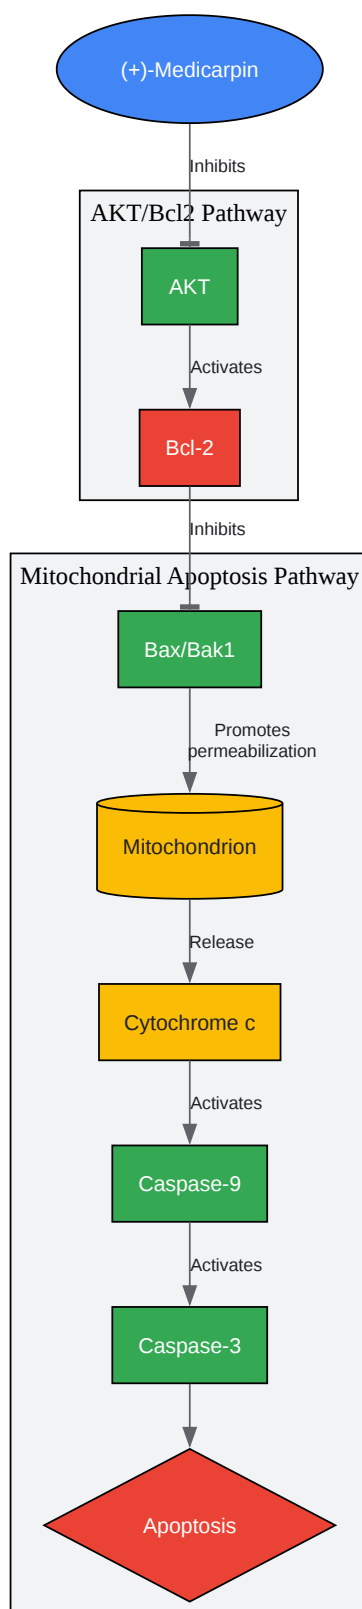 (+)-Medicarpin
Inhibits
AKT/Bcl2 Pathway
AKT
Activates
Bcl-2
Inhibits
Mitochondrial Apoptosis Pathway
Bax/Bak1
Promotes
permeabilization
Mitochondrion
Release
Cytochrome c
Activates
Caspase-9
Activates
Caspase-3
Apoptosis